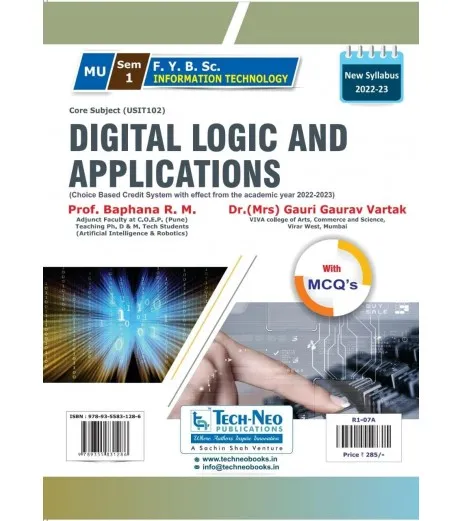 MU
Sem
1
F. Y. B. Sc.
INFORMATION TECHNOLOGY
New Syllabus
2022-23
Core Subject (USIT102)
DIGITAL LOGIC AND
APPLICATIONS
(Choice Based Credit System with effect from the academic year 2022-2023)
Prof. Baphana R. M.
Adjunct Faculty at C.O.E.P, (Pune)
Teaching Ph, D & M, Tech Students
(Artificial Intelligence & Robotics)
Dr.(Mrs) Gauri Gaurav Vartak
VIVA college of Arts, Commerce and Science,
Virar West, Mumbai
With
MCQ's
BUY
SALE
ISBN : 978-93-5583-128-6
TECH-NEO
PUBLICATIONS
Where Authors Inspire Innovation
A Sachin Shah Venture
www.techneobooks.in
info@techneobooks.in
R1-07A
Price ₹ 285/-